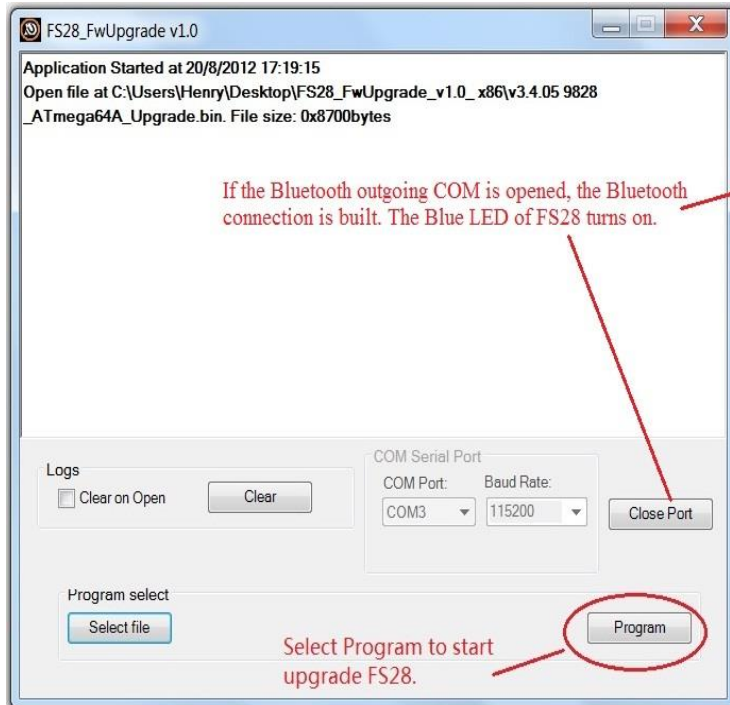 FS28_FwUpgrade v1.0
Application Started at 20/8/2012 17:19:15
Open file at C:\Users\Henry\Desktop\FS28_FwUpgrade_v1.0_ x86\v3.4.05 9828
_ATmega64A_Upgrade.bin. File size: 0x8700bytes
If the Bluetooth outgoing COM is opened, the Bluetooth
connection is built. The Blue LED of FS28 turns on.
Logs
Clear on Open
Clear
COM Serial Port
COM Port:
Baud Rate:
COM3
115200
Close Port
Program select
Select file
Program
Select Program to start
upgrade FS28.